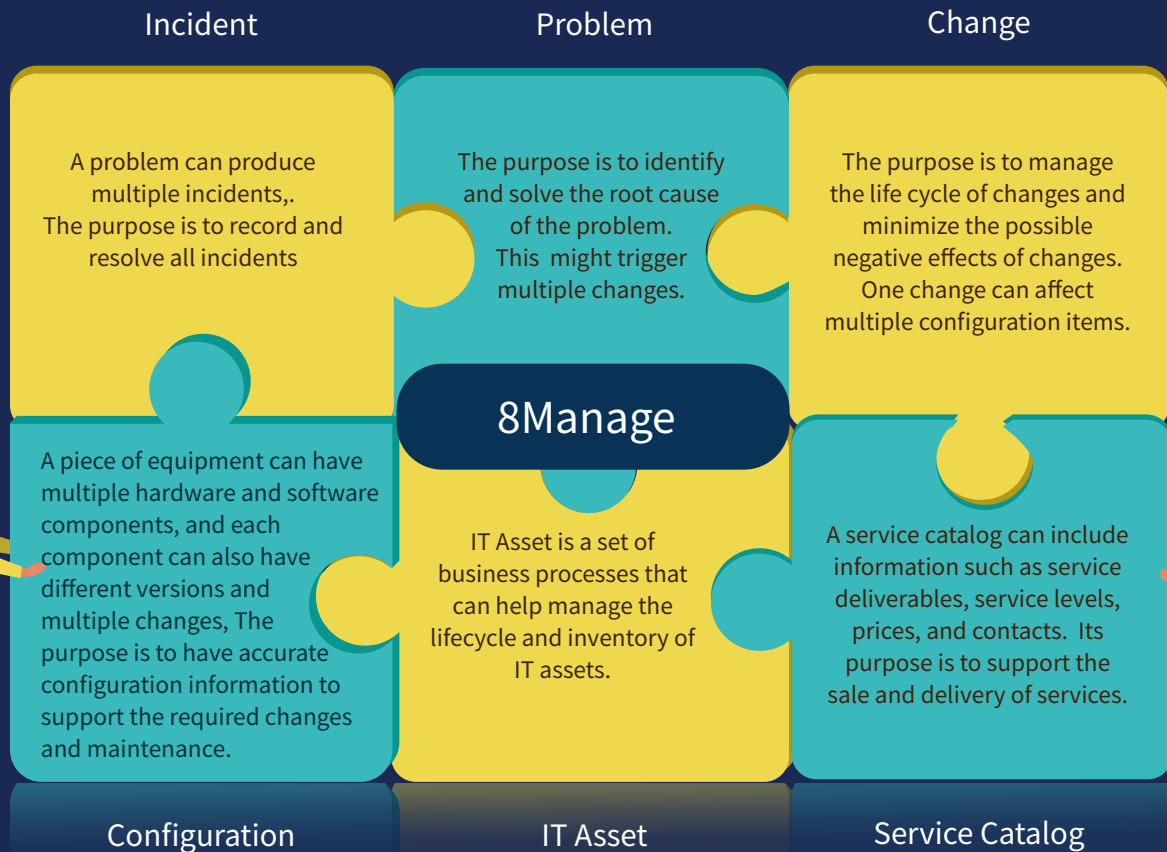 Incident
Problem
Change
A problem can produce
multiple incidents,.
The purpose is to record and
resolve all incidents
The purpose is to identify
and solve the root cause
of the problem.
This  might trigger
multiple changes.
The purpose is to manage
the life cycle of changes and
minimize the possible
negative effects of changes.
One change can affect
multiple configuration items.
8Manage
A piece of equipment can have
multiple hardware and software
components, and each
component can also have
different versions and
multiple changes, The
purpose is to have accurate
configuration information to
support the required changes
and maintenance.
IT Asset is a set of
business processes that
can help manage the
lifecycle and inventory of
IT assets.
A service catalog can include
information such as service
deliverables, service levels,
prices, and contacts.  Its
purpose is to support the
sale and delivery of services.
Configuration
IT Asset
Service Catalog